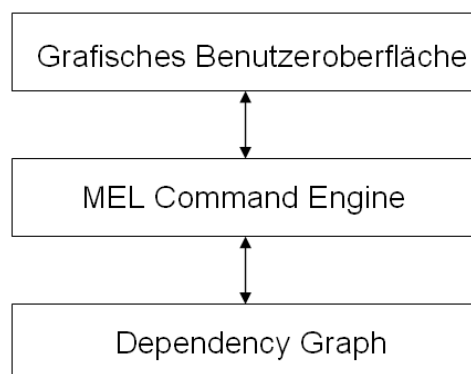 Grafisches Benutzeroberfläche
MEL Command Engine
Dependency Graph